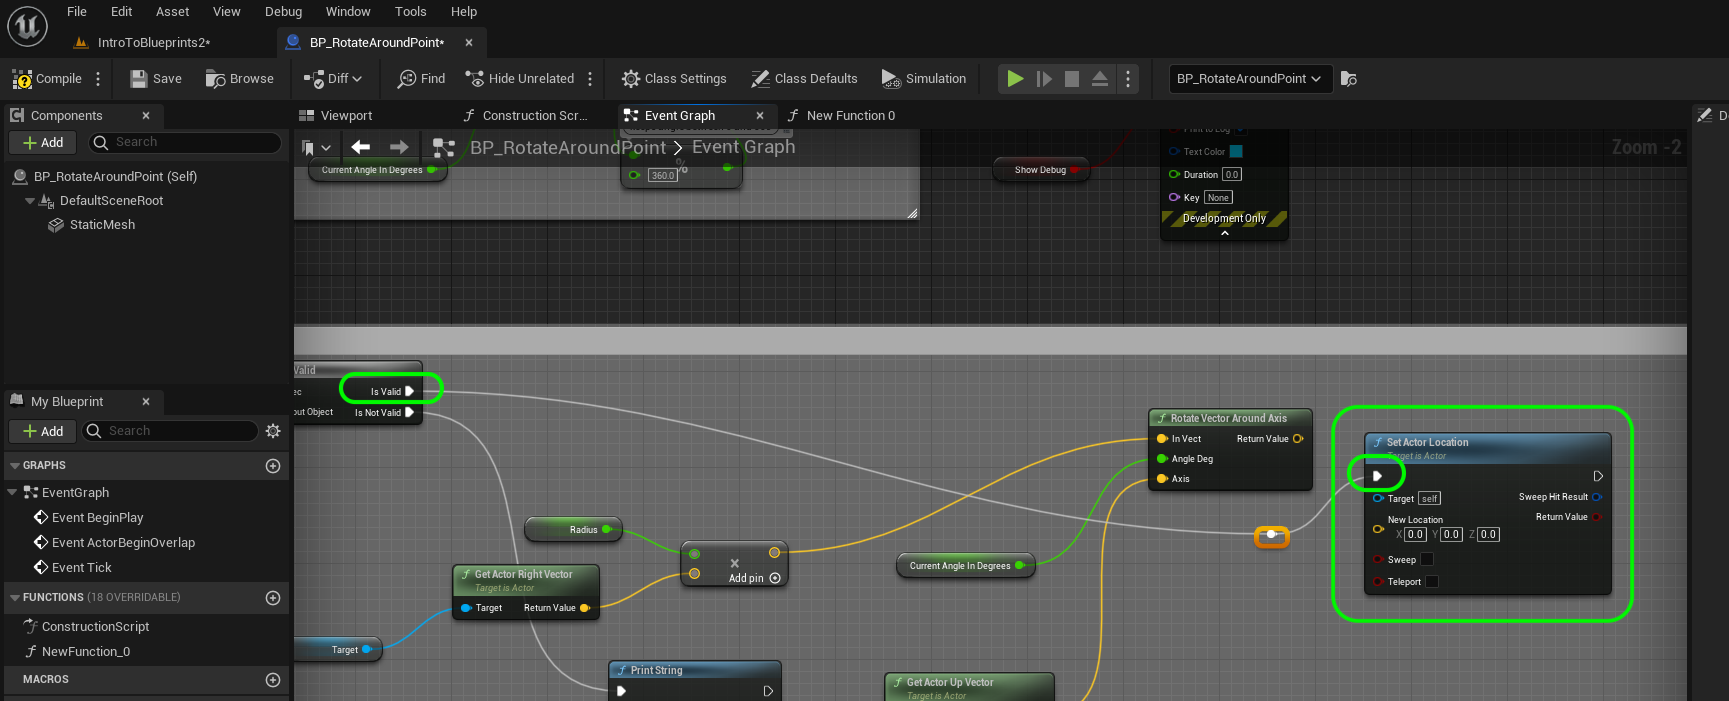 File Edit Asset View Debug Window Tools Help
IntroToBlueprints2*
BP_RotateAroundPoint*
Compile Save Browse Diff Find Hide Unrelated Class Settings Class Defaults Simulation BP_RotateAroundPoint
Components
Viewport Construction Scr... Event Graph New Function 0
Add Search
BP_RotateAroundPoint > Event Graph
Zoom -2
BP_RotateAroundPoint (Self)
DefaultSceneRoot
StaticMesh
Current Angle In Degrees
%
360.0
Show Debug
Print to Log
Text Color
Duration 0.0
Key None
Development Only
Valid
Is Valid
Is Not Valid
put Object
My Blueprint
Add Search
GRAPHS
EventGraph
Event BeginPlay
Event ActorBeginOverlap
Event Tick
FUNCTIONS (18 OVERRIDABLE)
ConstructionScript
NewFunction_0
MACROS
Rotate Vector Around Axis
In Vect Return Value
Angle Deg
Axis
Set Actor Location
Target is Actor
Target self
Sweep Hit Result
New Location
Return Value
X 0.0 Y 0.0 Z 0.0
Sweep
Teleport
Radius
Add pin
Current Angle In Degrees
Get Actor Right Vector
Target is Actor
Target Return Value
Target
Print String
Get Actor Up Vector
Target is Actor